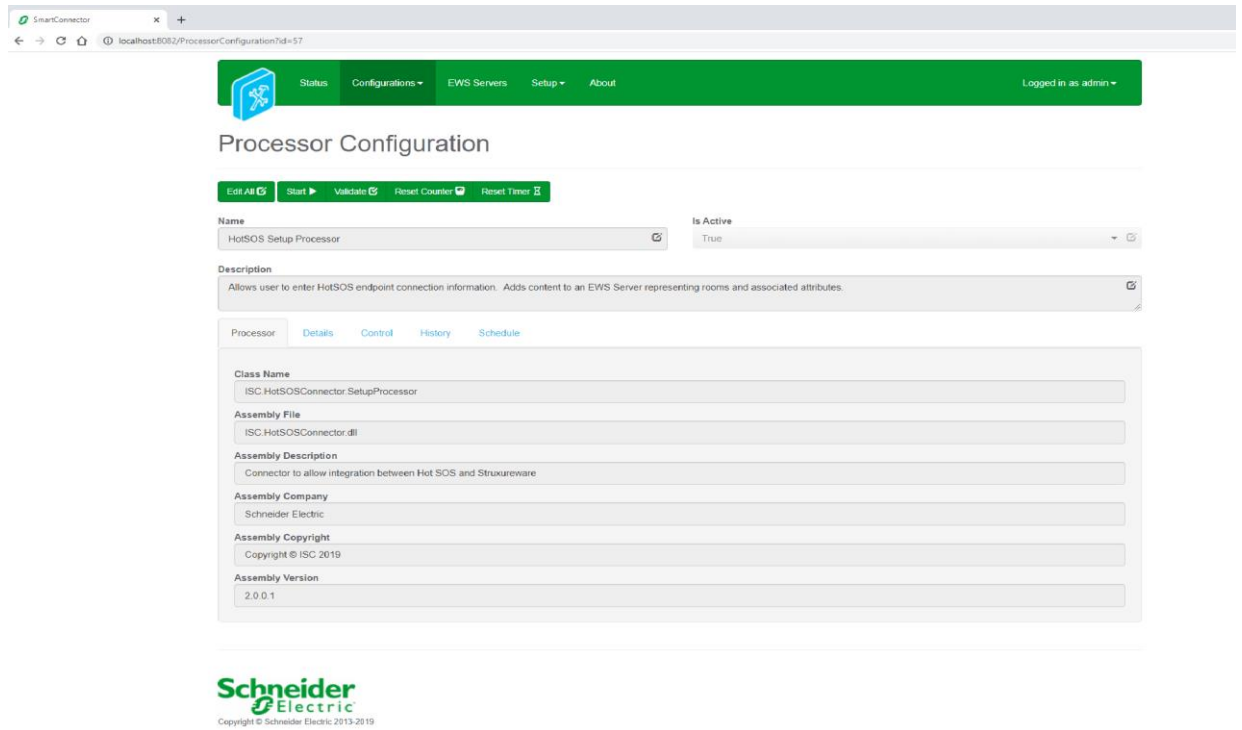 SmartConnector
localhost:8082/ProcessorConfiguration?id=57
Status Configurations EWS Servers Setup About Logged in as admin
Processor Configuration
Edit All Start Validate Reset Counter Reset Timer
Name Is Active
HotSOS Setup Processor True
Description
Allows user to enter HotSOS endpoint connection information. Adds content to an EWS Server representing rooms and associated attributes.
Processor Details Control History Schedule
Class Name
ISC.HotSOSConnector.SetupProcessor
Assembly File
ISC.HotSOSConnector.dll
Assembly Description
Connector to allow integration between Hot SOS and Struxureware
Assembly Company
Schneider Electric
Assembly Copyright
Copyright © ISC 2019
Assembly Version
2.0.0.1
Schneider
Electric
Copyright © Schneider Electric 2013-2019